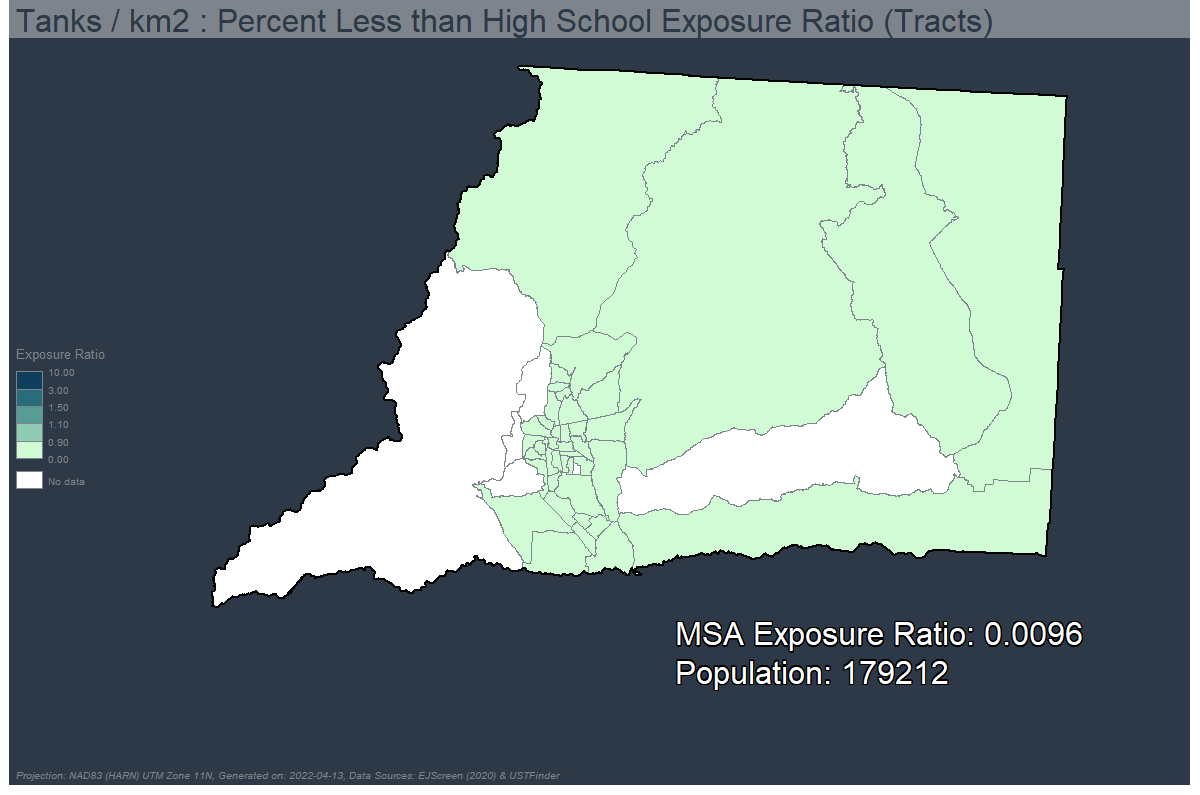 Tanks / km2 : Percent Less than High School Exposure Ratio (Tracts)
Exposure Ratio
10.00
3.00
1.50
1.10
0.90
0.00
No data
MSA Exposure Ratio: 0.0096
Population: 179212
Projection: NAD83 (HARN) UTM Zone 11N, Generated on: 2022-04-13, Data Sources: EJScreen (2020) & USTFinder